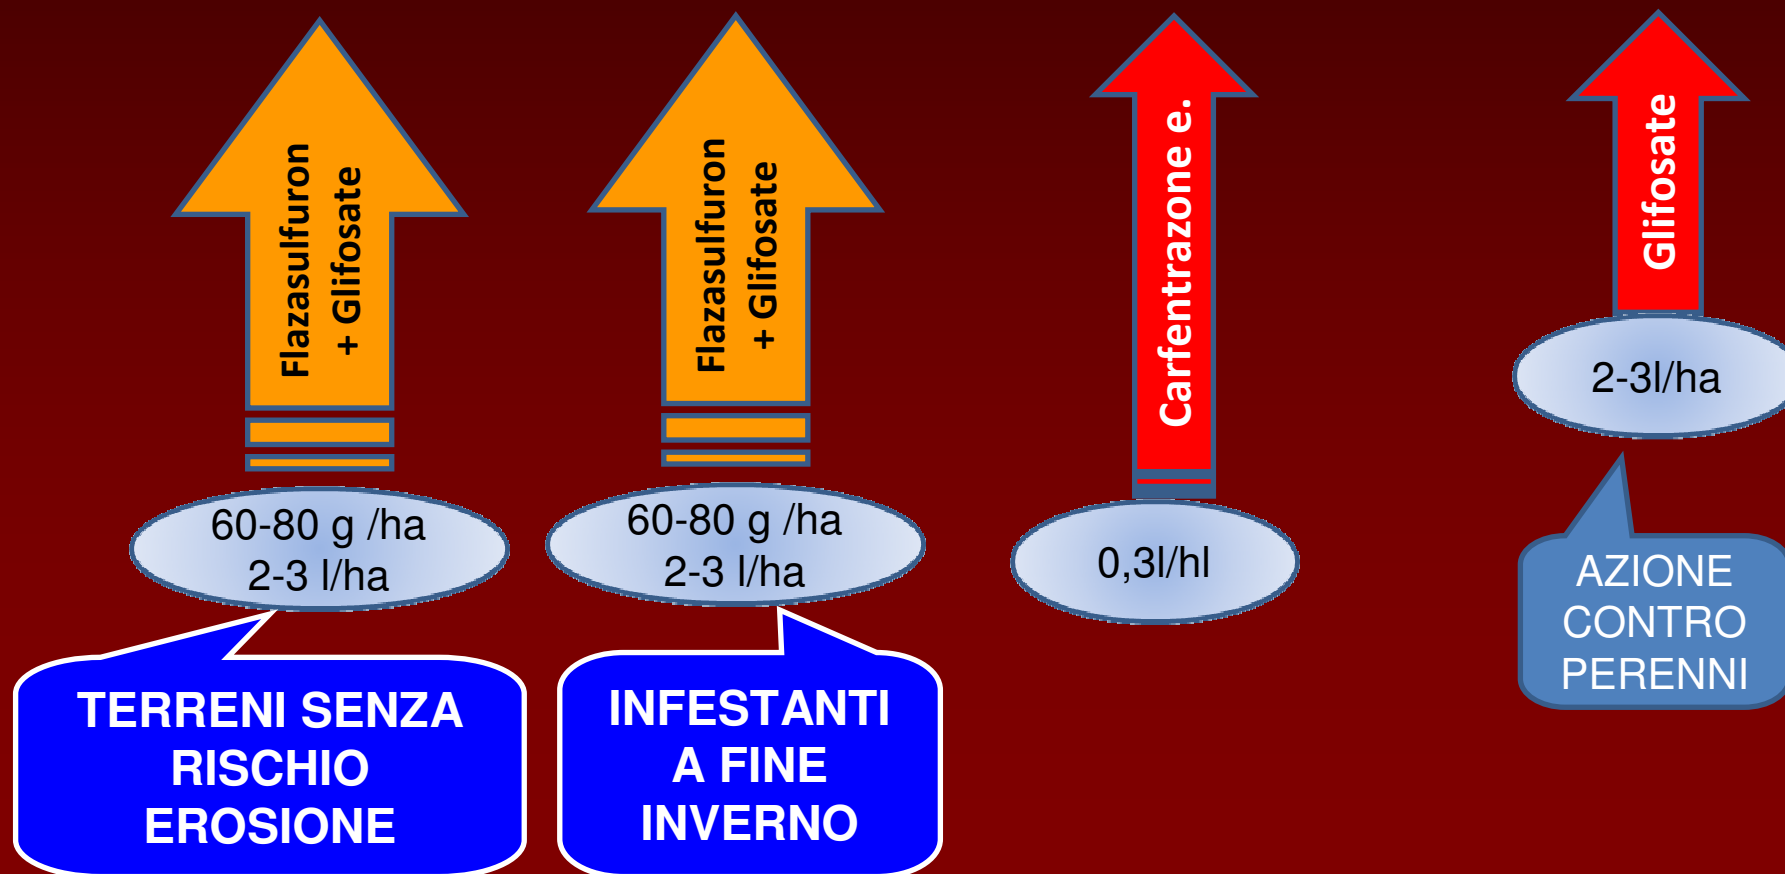 Flazasulfuron
+ Glifosate
60-80 g /ha
2-3 l/ha
TERRENI SENZA
RISCHIO
EROSIONE
Flazasulfuron
+ Glifosate
60-80 g /ha
2-3 l/ha
INFESTANTI
A FINE
INVERNO
Carfentrazone e.
0,3l/hl
Glifosate
2-3l/ha
AZIONE
CONTRO
PERENNI